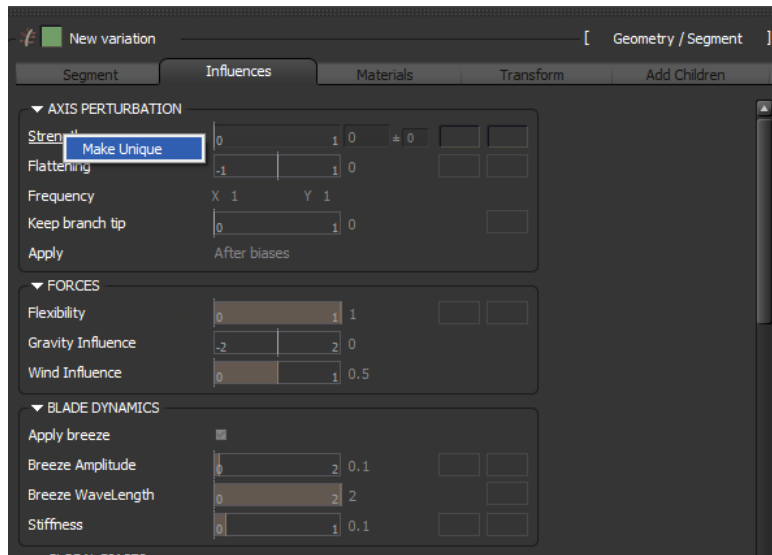 New variation [ Geometry / Segment ]
Segment Influences Materials Transform Add Children
AXIS PERTURBATION
0 1 0 ± 0
Make Unique
Flattening -1 1 0
Frequency X 1 Y 1
Keep branch tip 0 1 0
Apply After biases
FORCES
Flexibility 0 1 1
Gravity Influence -2 2 0
Wind Influence 0 1 0.5
BLADE DYNAMICS
Apply breeze
Breeze Amplitude 0 2 0.1
Breeze WaveLength 0 2 2
Stiffness 0 1 0.1